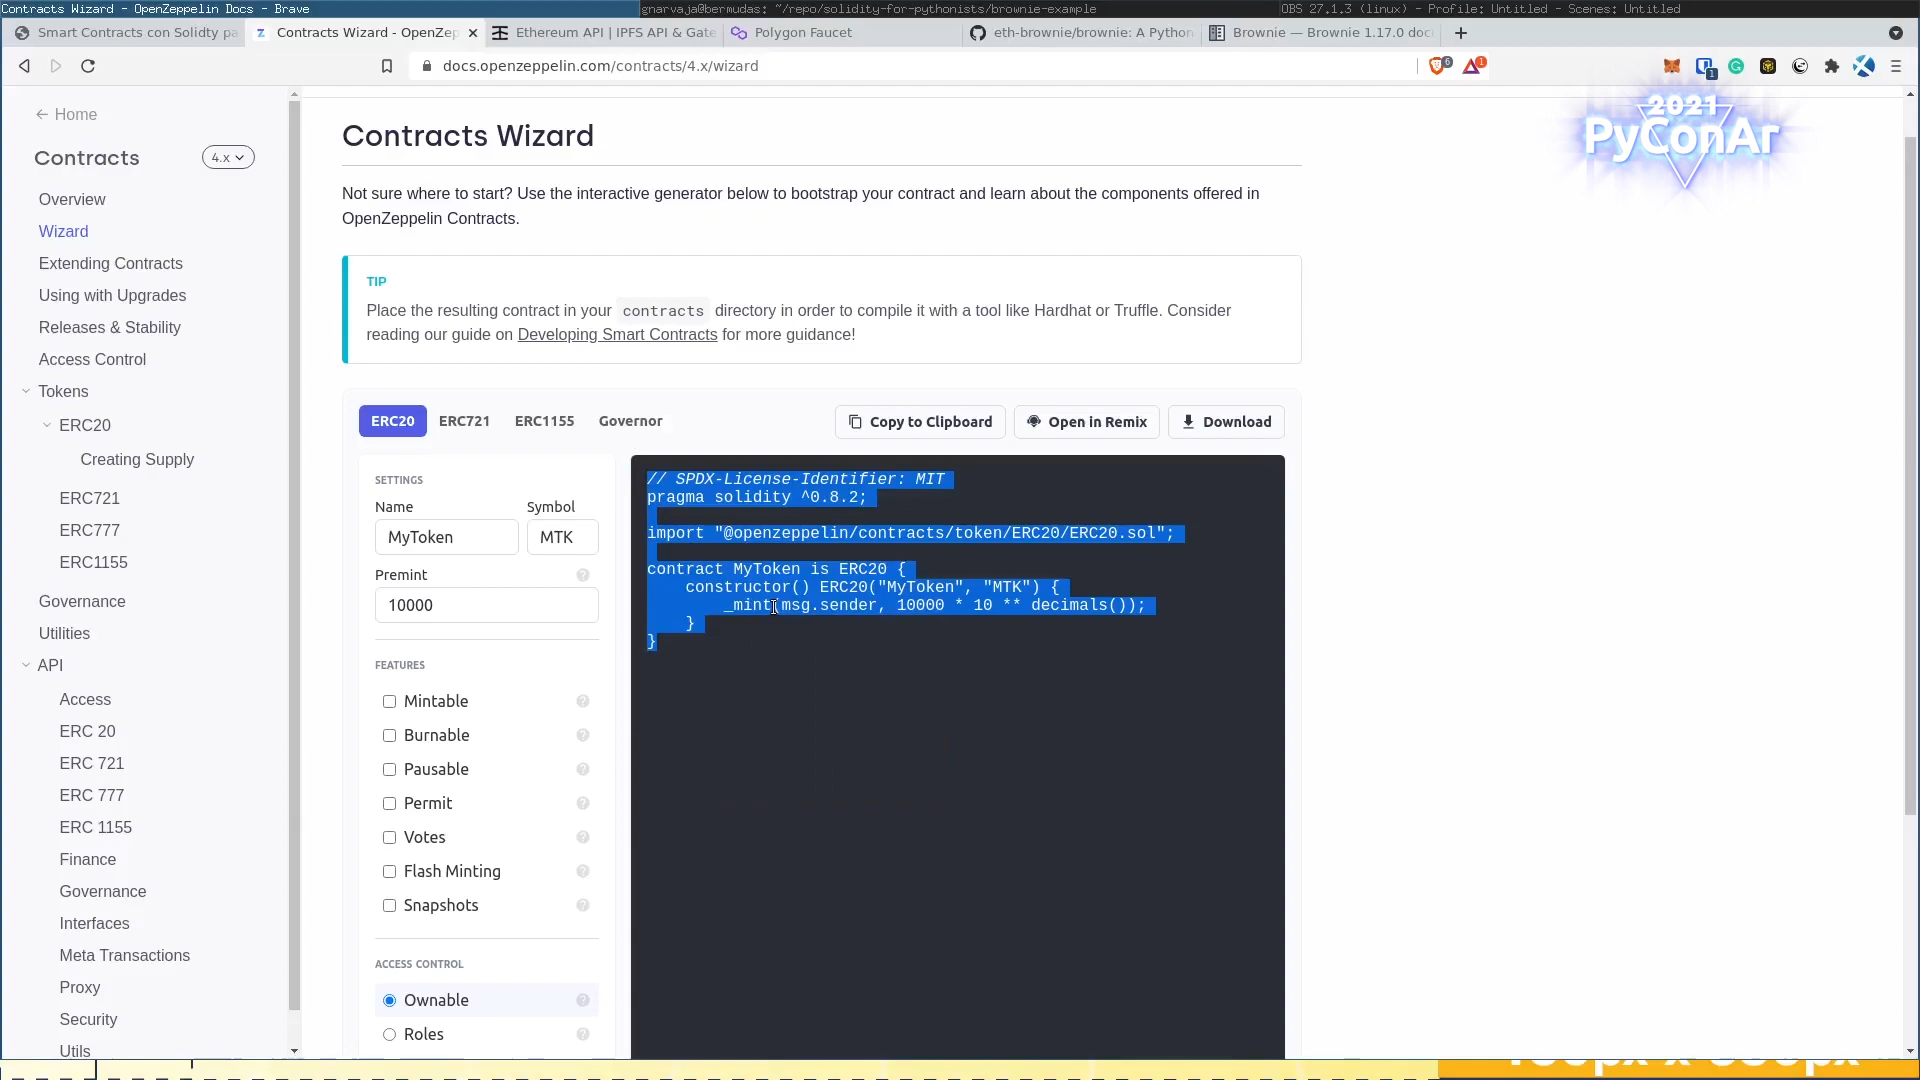 Contracts Wizard - OpenZeppelin Docs - Brave
gnarvaja@bermudas: ~/repo/solidity-for-pythonists/brownie-example
OBS 27.1.3 (linux) - Profile: Untitled - Scenes: Untitled
Smart Contracts con Solidty pa
Contracts Wizard - OpenZep
Ethereum API | IPFS API & Gate
Polygon Faucet
eth-brownie/brownie: A Python
Brownie — Brownie 1.17.0 doc
docs.openzeppelin.com/contracts/4.x/wizard
6
1
1
2021
PyConAr
← Home
Contracts
4.x
Overview
Wizard
Extending Contracts
Using with Upgrades
Releases & Stability
Access Control
Tokens
ERC20
Creating Supply
ERC721
ERC777
ERC1155
Governance
Utilities
API
Access
ERC 20
ERC 721
ERC 777
ERC 1155
Finance
Governance
Interfaces
Meta Transactions
Proxy
Security
Utils
Contracts Wizard
Not sure where to start? Use the interactive generator below to bootstrap your contract and learn about the components offered in
OpenZeppelin Contracts.
TIP
Place the resulting contract in your contracts directory in order to compile it with a tool like Hardhat or Truffle. Consider
reading our guide on Developing Smart Contracts for more guidance!
ERC20 ERC721 ERC1155 Governor
Copy to Clipboard
Open in Remix
Download
SETTINGS
Name Symbol
MyToken MTK
Premint ?
10000
FEATURES
Mintable ?
Burnable ?
Pausable ?
Permit ?
Votes ?
Flash Minting ?
Snapshots ?
ACCESS CONTROL
Ownable ?
Roles ?
// SPDX-License-Identifier: MIT
pragma solidity ^0.8.2;
import "@openzeppelin/contracts/token/ERC20/ERC20.sol";
contract MyToken is ERC20 {
constructor() ERC20("MyToken", "MTK") {
_mint(msg.sender, 10000 * 10 ** decimals());
}
}